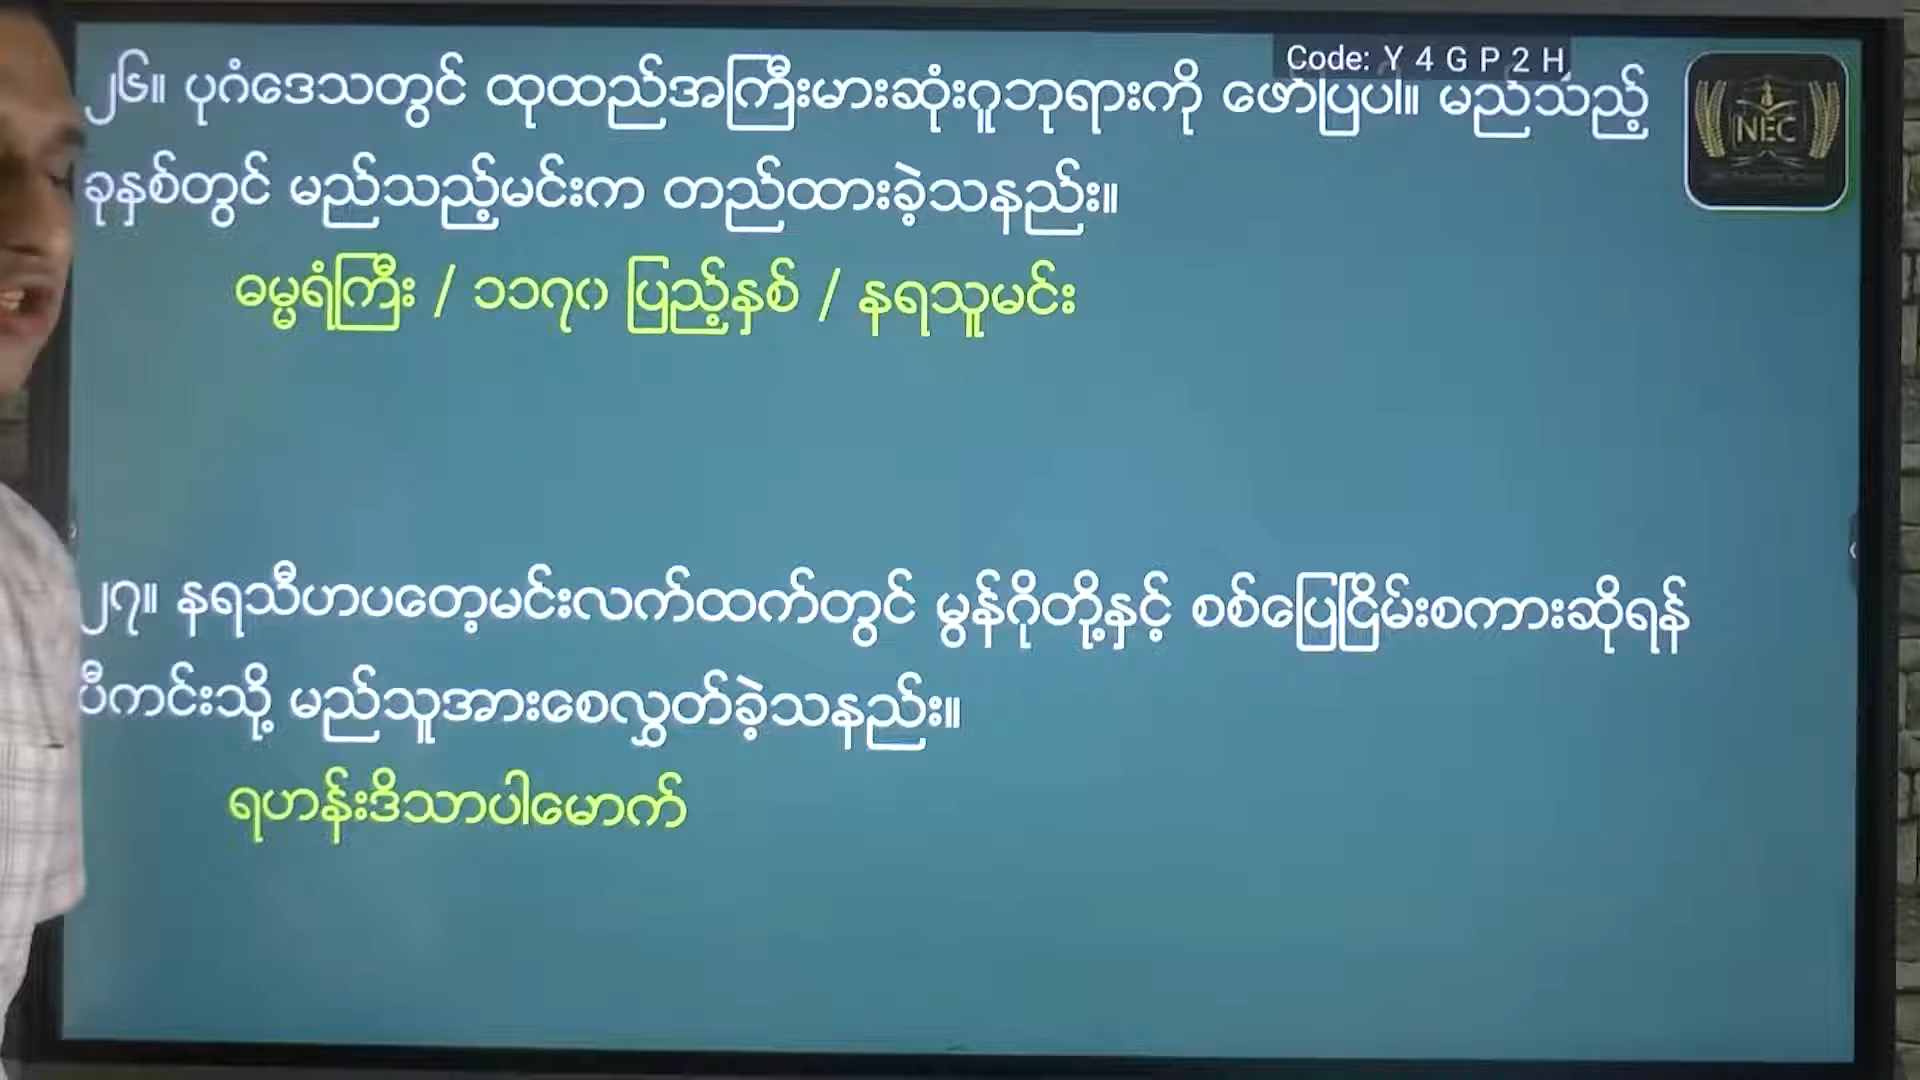 Code: Y 4 G P 2 H
၂၆။ ပုဂံဒေသတွင် ထုထည်အကြီးမားဆုံးဂူဘုရားကို ဖော်ပြပါ။ မည်သည့်
NEC
ခုနှစ်တွင် မည်သည့်မင်းက တည်ထားခဲ့သနည်း။
ဓမ္မရံကြီး / ၁၁၇၀ ပြည့်နှစ် / နရသူမင်း
၂၇။ နရသီဟပတေ့မင်းလက်ထက်တွင် မွန်ဂိုတို့နှင့် စစ်ပြေငြိမ်းစကားဆိုရန်
ပီကင်းသို့ မည်သူအားစေလွှတ်ခဲ့သနည်း။
ရဟန်းဒိသာပါမောက်